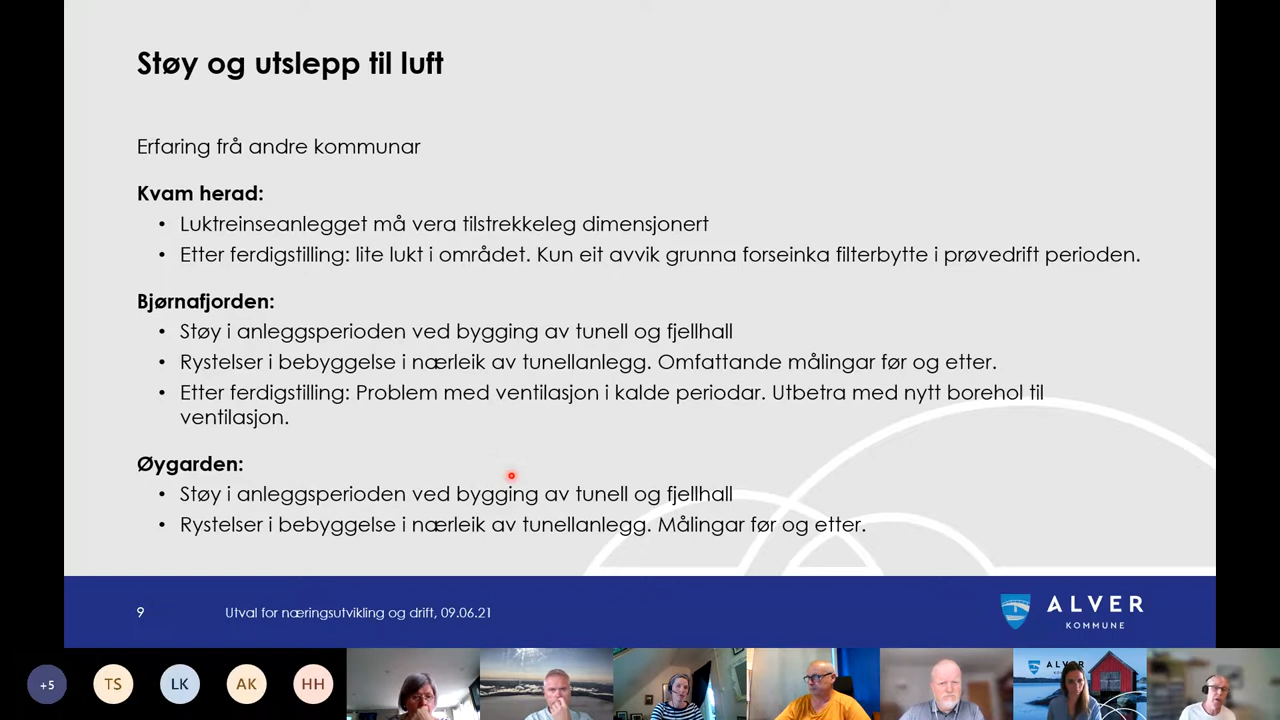 Støy og utslepp til luft
Erfaring frå andre kommunar
Kvam herad:
• Luktreinseanlegget må vera tilstrekkeleg dimensjonert
• Etter ferdigstilling: lite lukt i området. Kun eit avvik grunna forseinka filterbytte i prøvedrift perioden.
Bjørnafjorden:
• Støy i anleggsperioden ved bygging av tunell og fjellhall
• Rystelser i bebyggelse i nærleik av tunellanlegg. Omfattande målingar før og etter.
• Etter ferdigstilling: Problem med ventilasjon i kalde periodar. Utbetra med nytt borehol til
ventilasjon.
Øygarden:
• Støy i anleggsperioden ved bygging av tunell og fjellhall
• Rystelser i bebyggelse i nærleik av tunellanlegg. Målingar før og etter.
9
Utval for næringsutvikling og drift, 09.06.21
ALVER
KOMMUNE
+5
TS
LK
AK
HH
ALVER